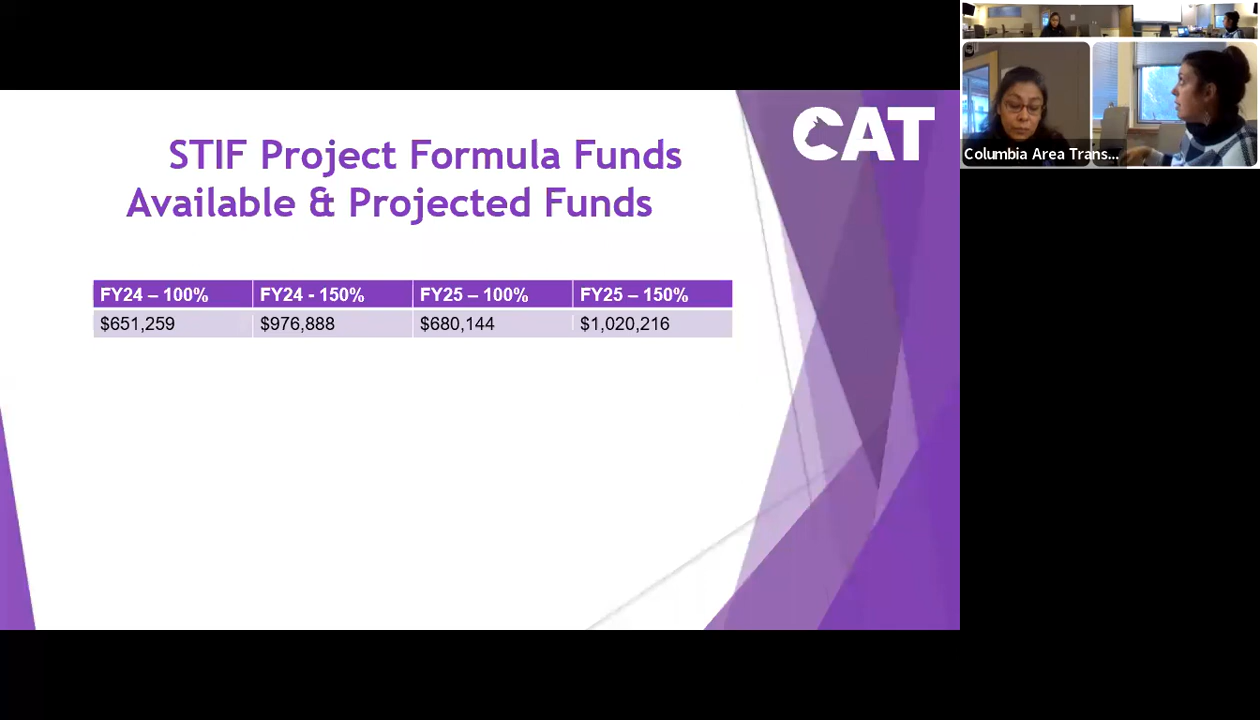 CAT
STIF Project Formula Funds
Available & Projected Funds
FY24 – 100% FY24 - 150% FY25 – 100% FY25 – 150%
$651,259 $976,888 $680,144 $1,020,216
Columbia Area Trans...